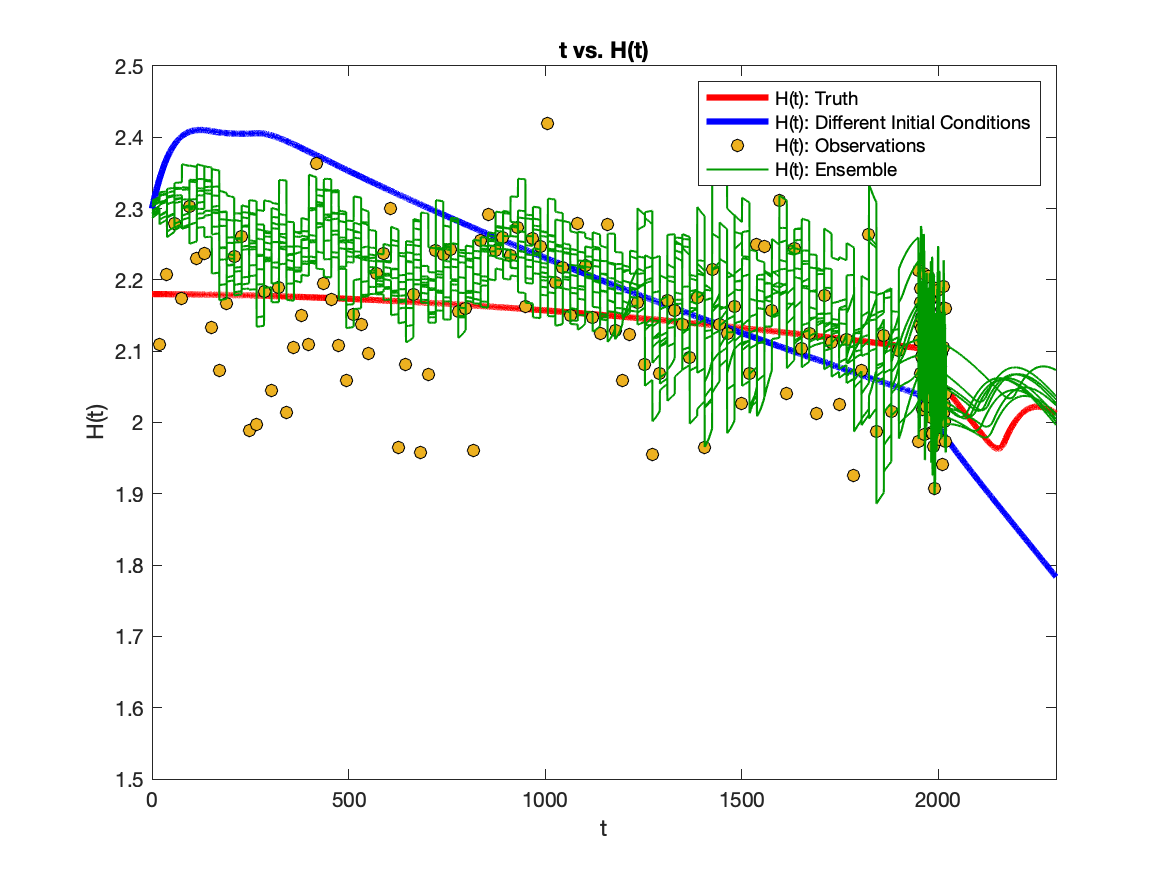 t vs. H(t)
2.5
2.4
2.3
2.2
2.1
2
1.9
1.8
1.7
1.6
1.5
H(t)
H(t): Truth
H(t): Different Initial Conditions
H(t): Observations
H(t): Ensemble
0
500
1000
1500
2000
t